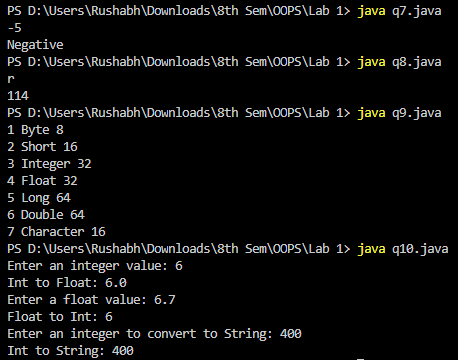 PS D:\Users\Rushabh\Downloads\8th Sem\OOPS\Lab 1> java q7.java
-5
Negative
PS D:\Users\Rushabh\Downloads\8th Sem\OOPS\Lab 1> java q8.java
r
114
PS D:\Users\Rushabh\Downloads\8th Sem\OOPS\Lab 1> java q9.java
1 Byte 8
2 Short 16
3 Integer 32
4 Float 32
5 Long 64
6 Double 64
7 Character 16
PS D:\Users\Rushabh\Downloads\8th Sem\OOPS\Lab 1> java q10.java
Enter an integer value: 6
Int to Float: 6.0
Enter a float value: 6.7
Float to Int: 6
Enter an integer to convert to String: 400
Int to String: 400